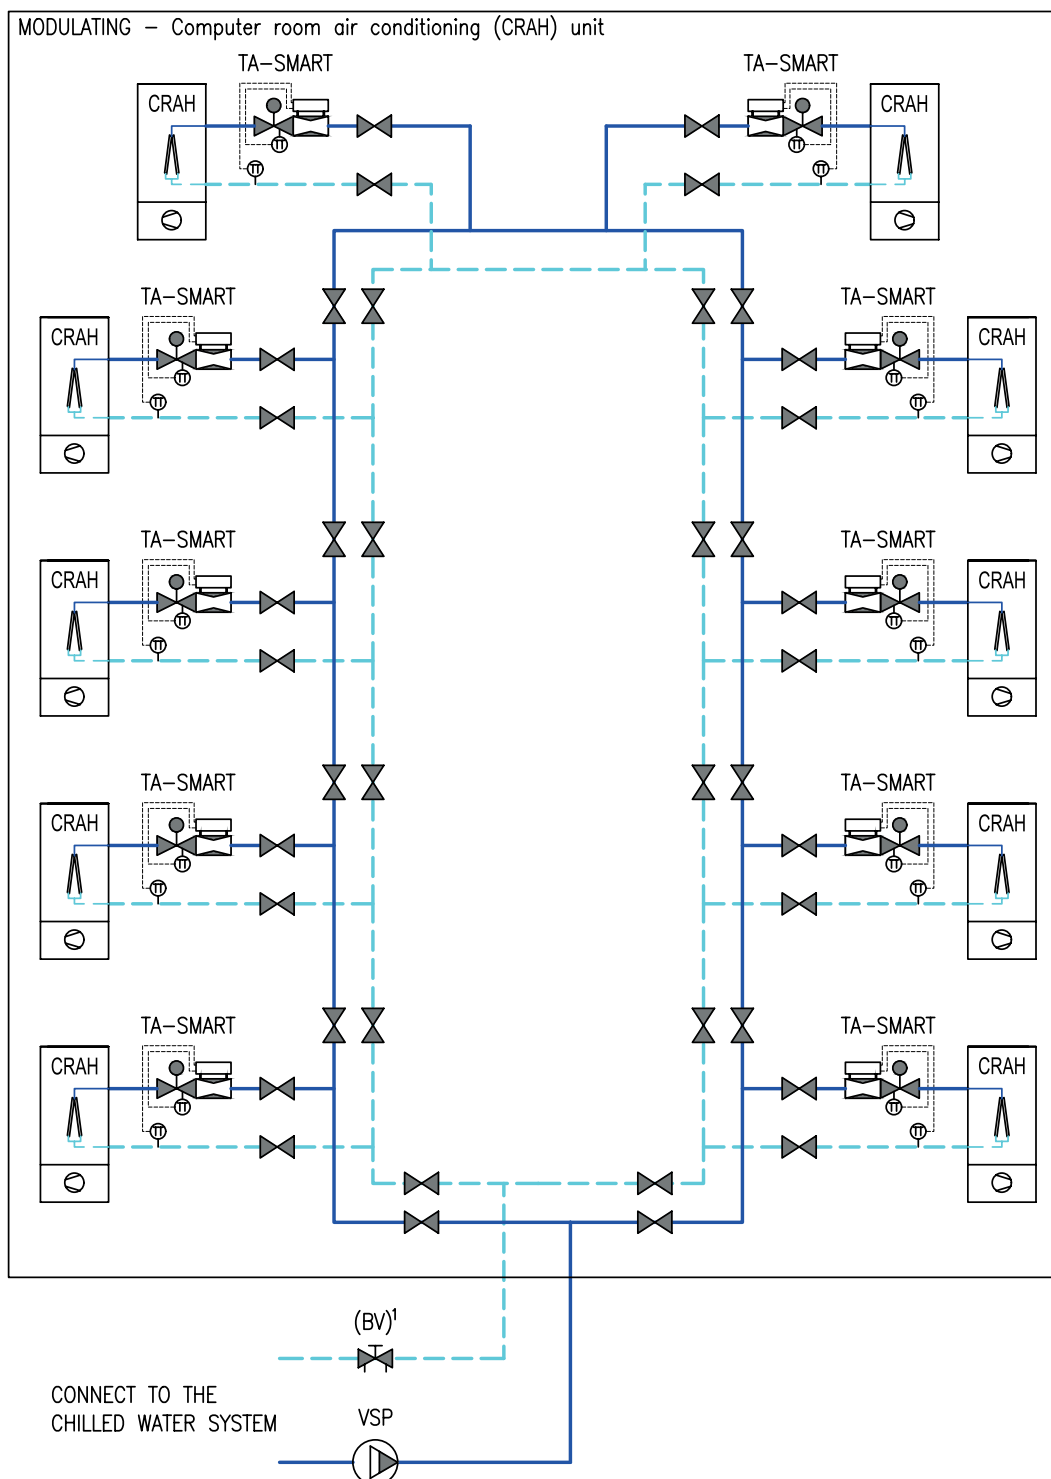 MODULATING – Computer room air conditioning (CRAH) unit
TA-SMART TA-SMART
CRAH CRAH
TA-SMART TA-SMART
CRAH CRAH
TA-SMART TA-SMART
CRAH CRAH
TA-SMART TA-SMART
CRAH CRAH
TA-SMART TA-SMART
CRAH CRAH
(BV)¹
CONNECT TO THE
CHILLED WATER SYSTEM
VSP